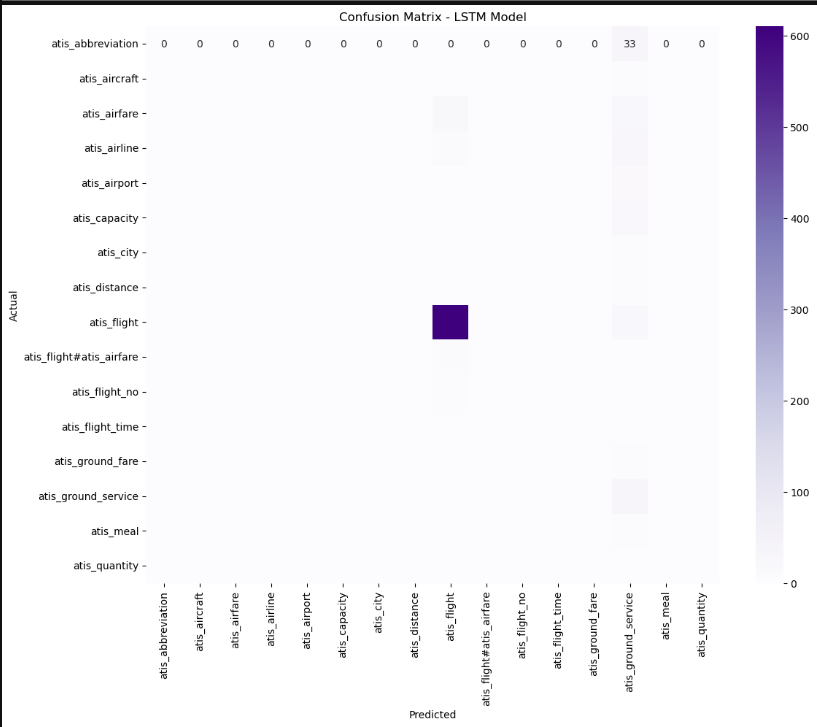 Confusion Matrix - LSTM Model
atis_abbreviation 0 0 0 0 0 0 0 0 0 0 0 0 0 33 0 0
atis_aircraft
atis_airfare
atis_airline
atis_airport
atis_capacity
atis_city
atis_distance
atis_flight
atis_flight#atis_airfare
atis_flight_no
atis_flight_time
atis_ground_fare
atis_ground_service
atis_meal
atis_quantity
Actual
atis_abbreviation
atis_aircraft
atis_airfare
atis_airline
atis_airport
atis_capacity
atis_city
atis_distance
atis_flight
atis_flight#atis_airfare
atis_flight_no
atis_flight_time
atis_ground_fare
atis_ground_service
atis_meal
atis_quantity
Predicted
600
500
400
300
200
100
0